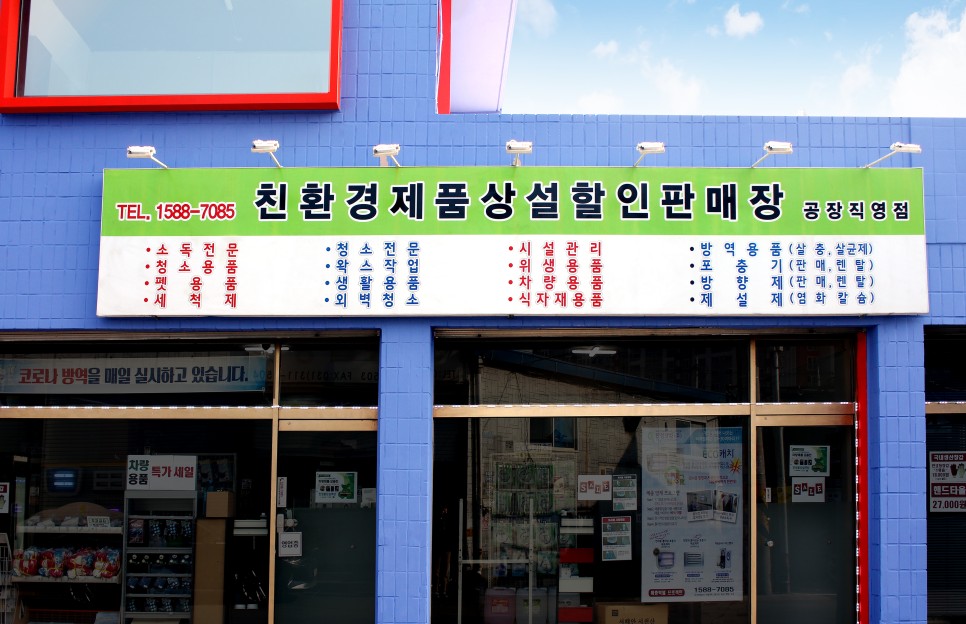 TEL. 1588-7085 친환경제품상설할인판매장 공장직영점
• 소독전문
• 청소용품
• 펫용품
• 세척제
• 청소전문
• 왁스작업
• 생활용품
• 외벽청소
• 시설관리
• 위생용품
• 차량용품
• 식자재용품
• 방역용품(살충,살균제)
• 포충기(판매,렌탈)
• 방향제(판매,렌탈)
• 제설제(염화칼슘)
코로나 방역을 매일 실시하고 있습니다.
차량용품 특가세일
SALE
SALE
1588-7085
핸드타올
27,000원